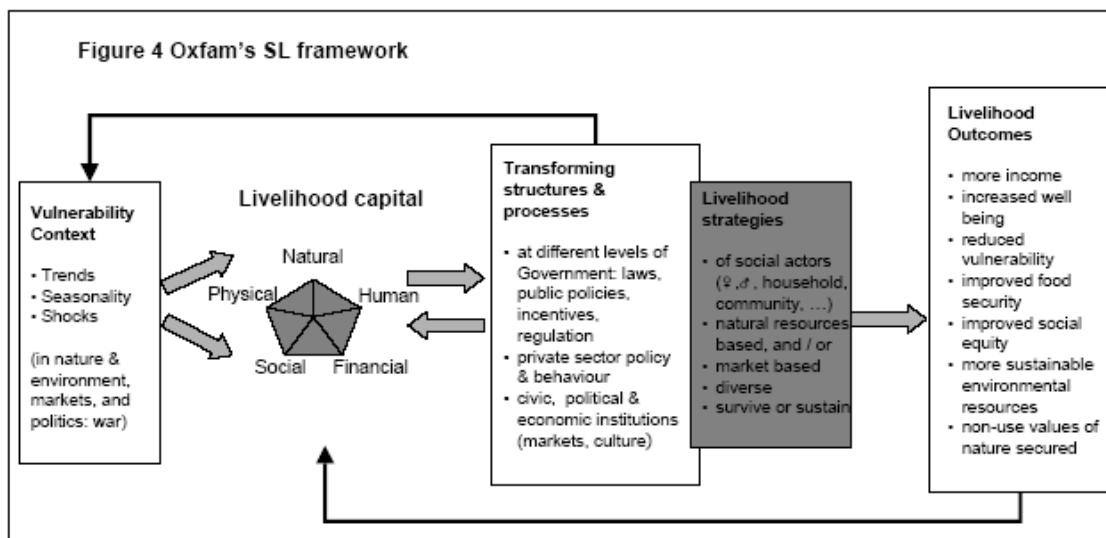 Figure 4 Oxfam's SL framework
Vulnerability
Context
▪ Trends
▪ Seasonality
▪ Shocks
(in nature &
environment,
markets, and
politics: war)
Livelihood capital
Natural
Physical
Human
Social
Financial
Transforming
structures &
processes
▪ at different levels of
Government: laws,
public policies,
incentives,
regulation
▪ private sector policy
& behaviour
▪ civic, political &
economic institutions
(markets, culture)
Livelihood
strategies
▪ of social actors
(♀,♂, household,
community, ...)
▪ natural resources
based, and / or
▪ market based
▪ diverse
▪ survive or sustain
Livelihood
Outcomes
▪ more income
▪ increased well
being
▪ reduced
vulnerability
▪ improved food
security
▪ improved social
equity
▪ more sustainable
environmental
resources
▪ non-use values of
nature secured